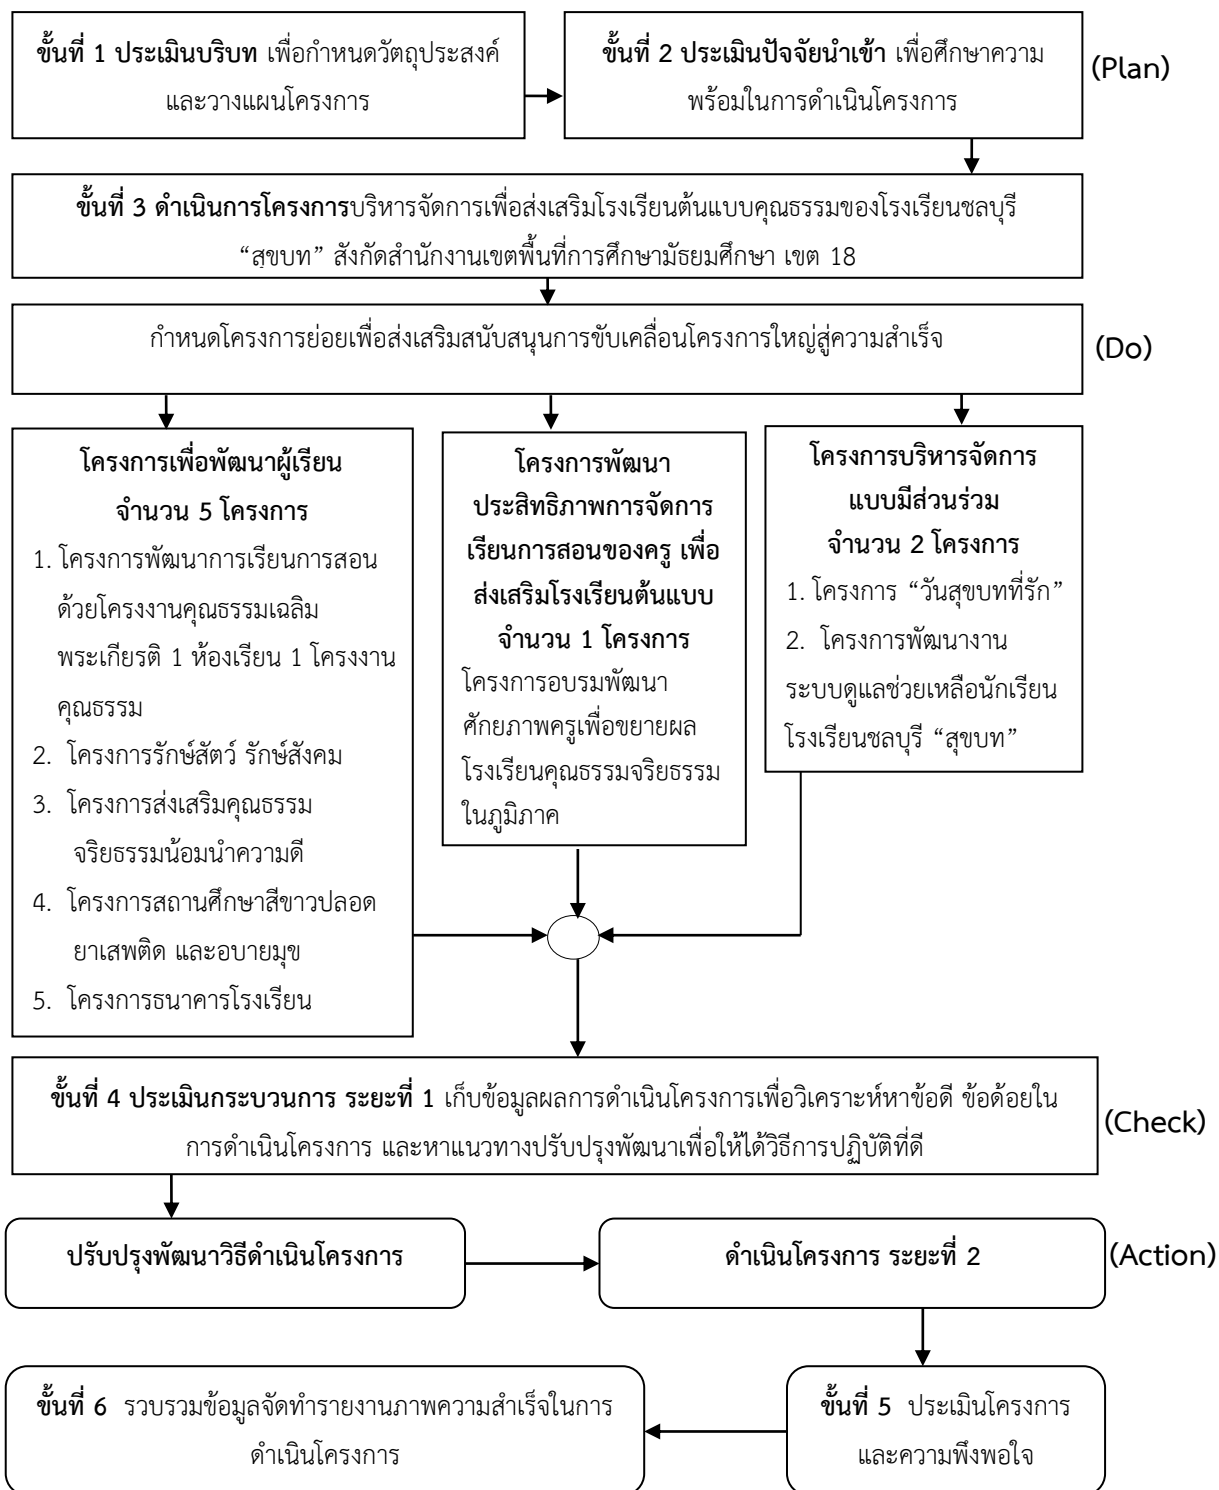 ขั้นที่ 1 ประเมินบริบท เพื่อกำหนดวัตถุประสงค์
และวางแผนโครงการ
ขั้นที่ 2 ประเมินปัจจัยนำเข้า เพื่อศึกษาความ
พร้อมในการดำเนินโครงการ
(Plan)
ขั้นที่ 3 ดำเนินการโครงการบริหารจัดการเพื่อส่งเสริมโรงเรียนต้นแบบคุณธรรมของโรงเรียนชลบุรี
“สุขบท” สังกัดสำนักงานเขตพื้นที่การศึกษามัธยมศึกษา เขต 18
กำหนดโครงการย่อยเพื่อส่งเสริมสนับสนุนการขับเคลื่อนโครงการใหญ่สู่ความสำเร็จ
(Do)
โครงการเพื่อพัฒนาผู้เรียน
จำนวน 5 โครงการ
1. โครงการพัฒนาการเรียนการสอน
ด้วยโครงงานคุณธรรมเฉลิม
พระเกียรติ 1 ห้องเรียน 1 โครงงาน
คุณธรรม
2. โครงการรักษ์สัตว์ รักษ์สังคม
3. โครงการส่งเสริมคุณธรรม
จริยธรรมน้อมนำความดี
4. โครงการสถานศึกษาสีขาวปลอด
ยาเสพติด และอบายมุข
5. โครงการธนาคารโรงเรียน
โครงการพัฒนา
ประสิทธิภาพการจัดการ
เรียนการสอนของครู เพื่อ
ส่งเสริมโรงเรียนต้นแบบ
จำนวน 1 โครงการ
โครงการอบรมพัฒนา
ศักยภาพครูเพื่อขยายผล
โรงเรียนคุณธรรมจริยธรรม
ในภูมิภาค
โครงการบริหารจัดการ
แบบมีส่วนร่วม
จำนวน 2 โครงการ
1. โครงการ “วันสุขบทที่รัก”
2. โครงการพัฒนางาน
ระบบดูแลช่วยเหลือนักเรียน
โรงเรียนชลบุรี “สุขบท”
ขั้นที่ 4 ประเมินกระบวนการ ระยะที่ 1 เก็บข้อมูลผลการดำเนินโครงการเพื่อวิเคราะห์หาข้อดี ข้อด้อยใน
การดำเนินโครงการ และหาแนวทางปรับปรุงพัฒนาเพื่อให้ได้วิธีการปฏิบัติที่ดี
(Check)
ปรับปรุงพัฒนาวิธีดำเนินโครงการ
ดำเนินโครงการ ระยะที่ 2
(Action)
ขั้นที่ 6 รวบรวมข้อมูลจัดทำรายงานภาพความสำเร็จในการ
ดำเนินโครงการ
ขั้นที่ 5 ประเมินโครงการ
และความพึงพอใจ